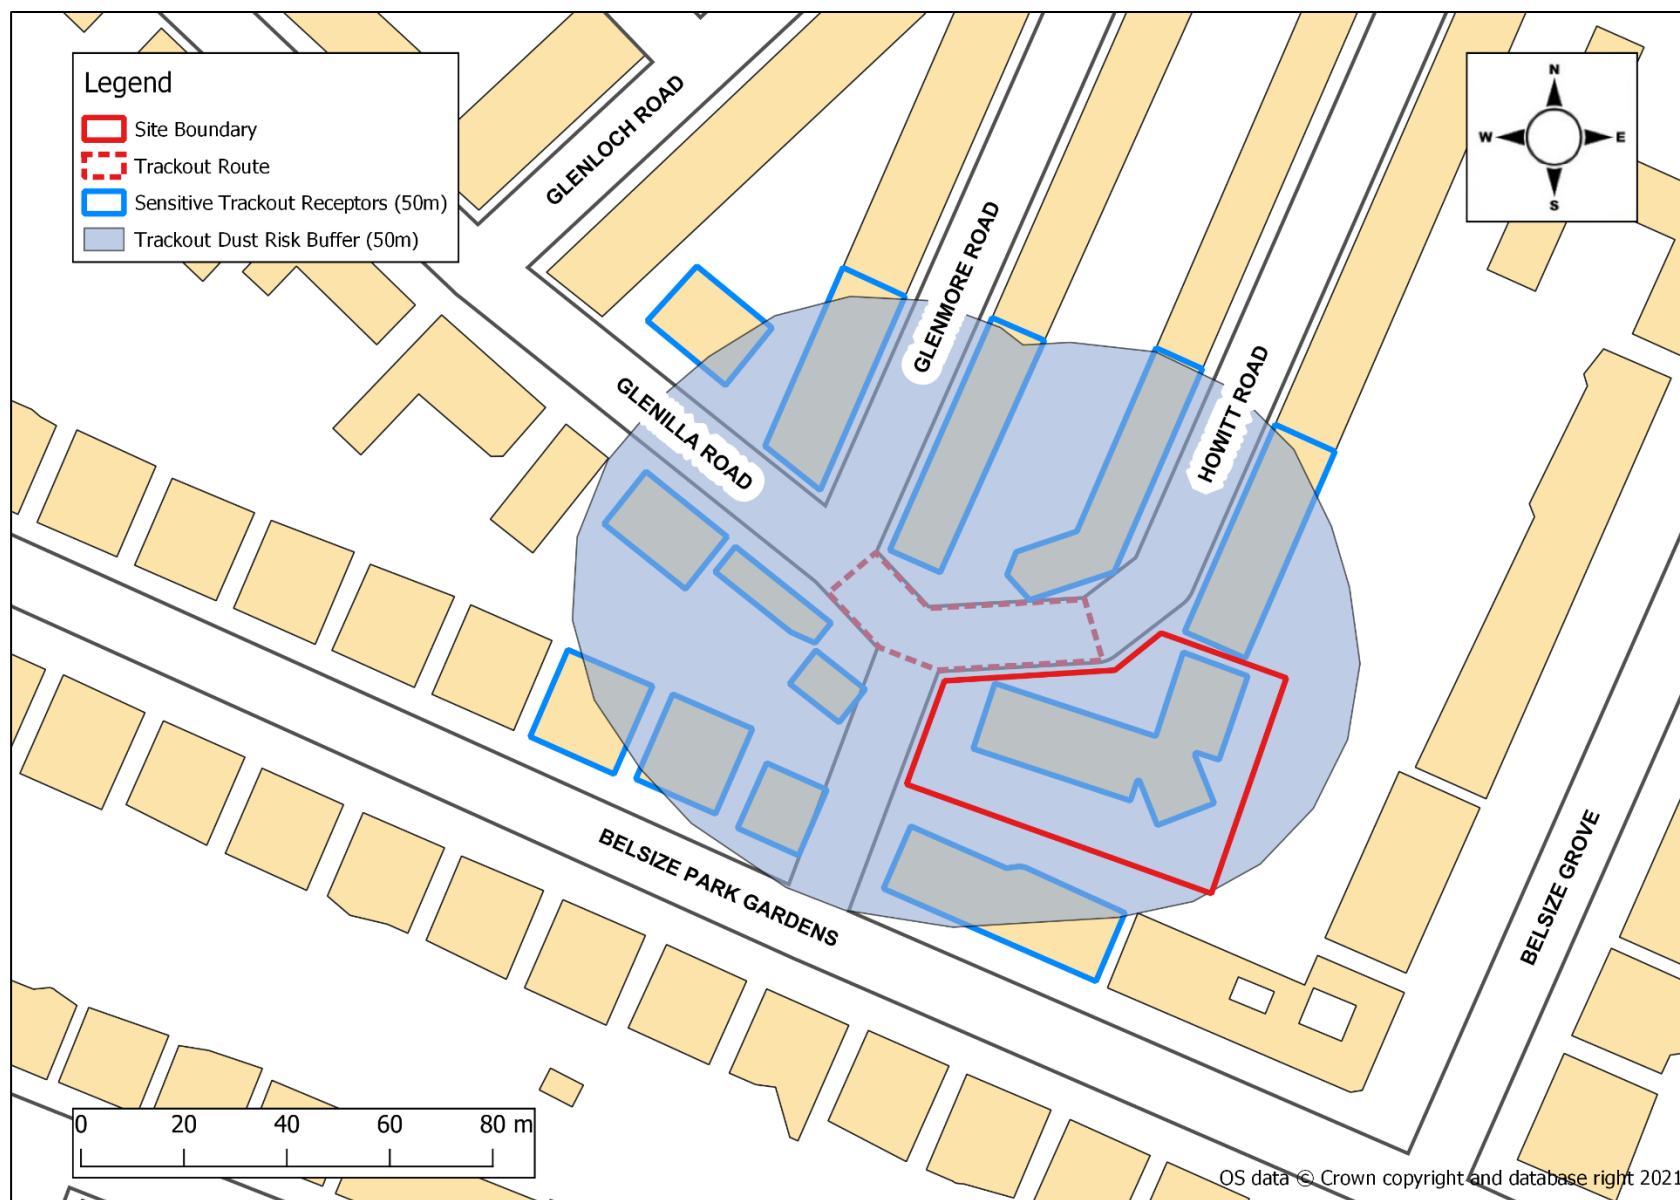 Legend
Site Boundary
Trackout Route
Sensitive Trackout Receptors (50m)
Trackout Dust Risk Buffer (50m)
N
W
E
S
GLENLOCH ROAD
GLENMORE ROAD
HOWITT ROAD
GLENILLA ROAD
BELSIZE PARK GARDENS
BELSIZE GROVE
0 20 40 60 80 m
OS data © Crown copyright and database right 2021